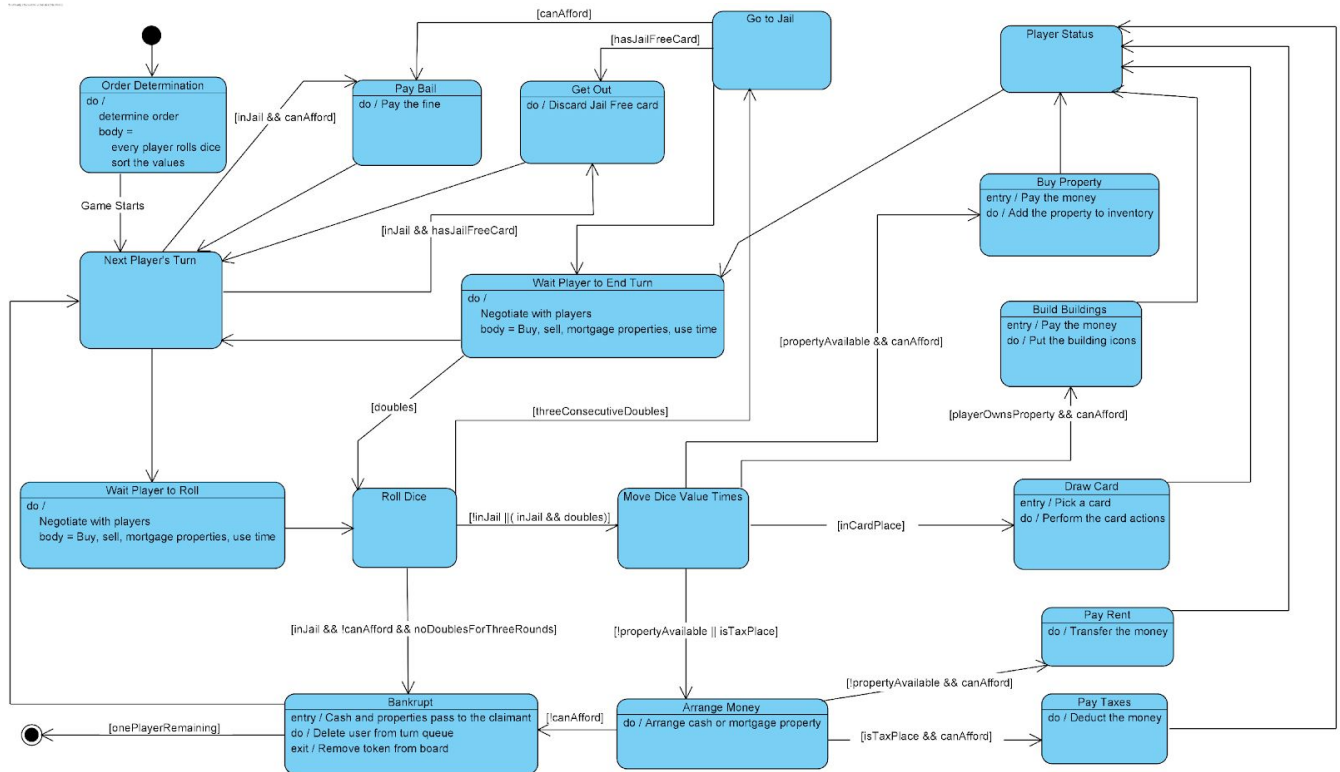 [canAfford]
Go to Jail
[hasJailFreeCard]
Player Status
Order Determination
do /
determine order
body =
every player rolls dice
sort the values
[inJail && canAfford]
Pay Bail
do / Pay the fine
Get Out
do / Discard Jail Free card
Buy Property
entry / Pay the money
do / Add the property to inventory
Game Starts
[inJail && hasJailFreeCard]
Next Player's Turn
Wait Player to End Turn
do /
Negotiate with players
body = Buy, sell, mortgage properties, use time
Build Buildings
entry / Pay the money
do / Put the building icons
[propertyAvailable && canAfford]
[doubles]
[threeConsecutiveDoubles]
[playerOwnsProperty && canAfford]
Wait Player to Roll
do /
Negotiate with players
body = Buy, sell, mortgage properties, use time
Roll Dice
[!inJail ||( inJail && doubles)]
Move Dice Value Times
[inCardPlace]
Draw Card
entry / Pick a card
do / Perform the card actions
[inJail && !canAfford && noDoublesForThreeRounds]
[!propertyAvailable || isTaxPlace]
Pay Rent
do / Transfer the money
[!propertyAvailable && canAfford]
Bankrupt
entry / Cash and properties pass to the claimant
do / Delete user from turn queue
exit / Remove token from board
[onePlayerRemaining]
[!canAfford]
Arrange Money
do / Arrange cash or mortgage property
[isTaxPlace && canAfford]
Pay Taxes
do / Deduct the money